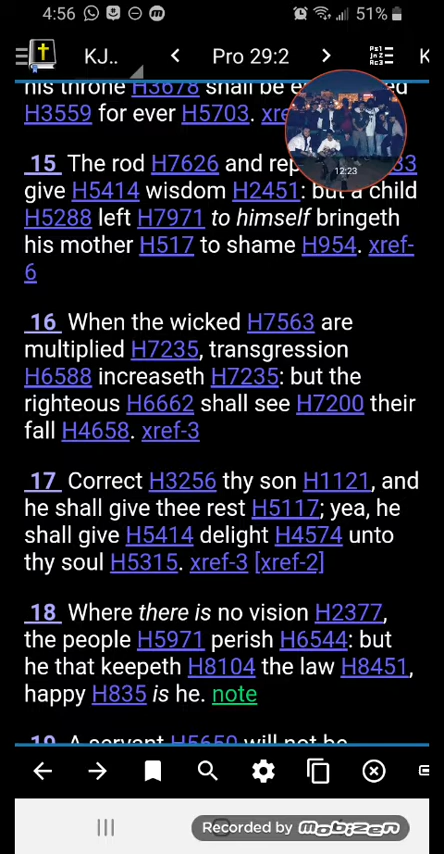 4:56 51%
KJ.. Pro 29:2 K
his throne H3678 shall be
H3559 for ever H5703.
12:23
15 The rod H7626 and
give H5414 wisdom H2451: but a child
H5288 left H7971 to himself bringeth
his mother H517 to shame H954. xref-
6
16 When the wicked H7563 are
multiplied H7235, transgression
H6588 increaseth H7235: but the
righteous H6662 shall see H7200 their
fall H4658. xref-3
17 Correct H3256 thy son H1121, and
he shall give thee rest H5117; yea, he
shall give H5414 delight H4574 unto
thy soul H5315. xref-3 [xref-2]
18 Where there is no vision H2377,
the people H5971 perish H6544: but
he that keepeth H8104 the law H8451,
happy H835 is he. note
19 A servant H5650 will not be
Recorded by Mobizen